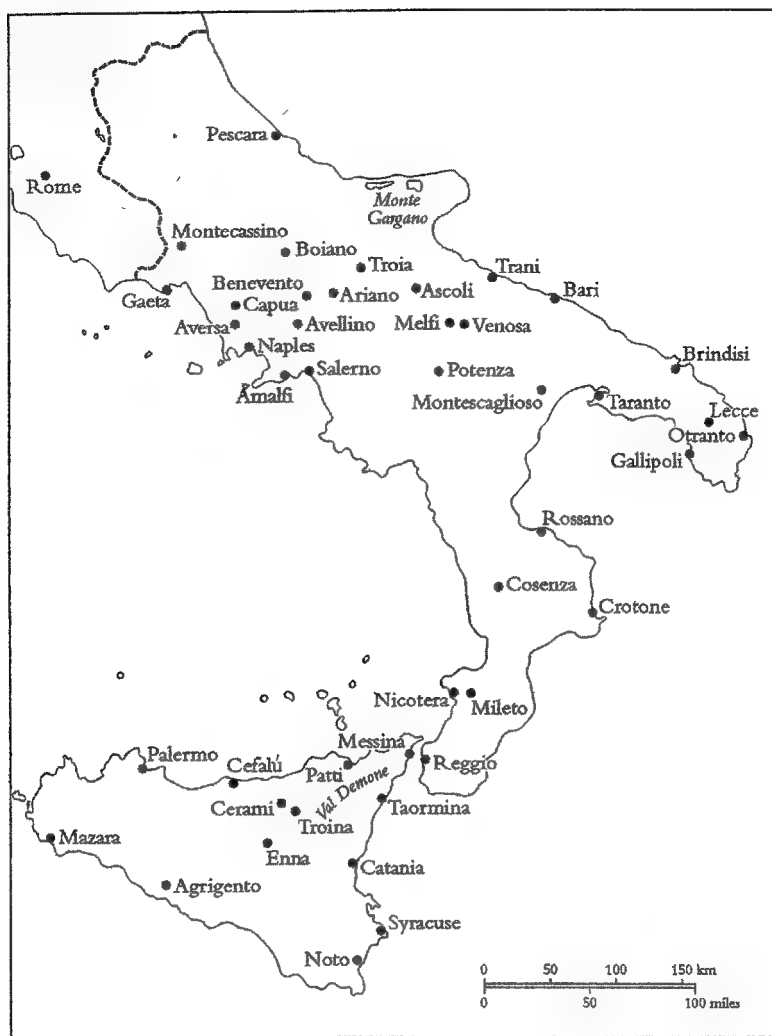 Pescara
Rome
Monte
Gargano
Montecassino
Boiano
Troia
Trani
Benevento
Ariano
Ascoli
Bari
Gaeta
Capua
Aversa
Avellino
Melfi
Venosa
Naples
Brindisi
Salerno
Potenza
Amalfi
Montescaglioso
Taranto
Lecce
Otranto
Gallipoli
Rossano
Cosenza
Crotone
Nicotera
Mileto
Messina
Palermo
Cefalú
Patti
Reggio
Val Demone
Cerami
Troina
Taormina
Mazara
Enna
Catania
Agrigento
Syracuse
Noto
0 50 100 150 km
0 50 100 miles